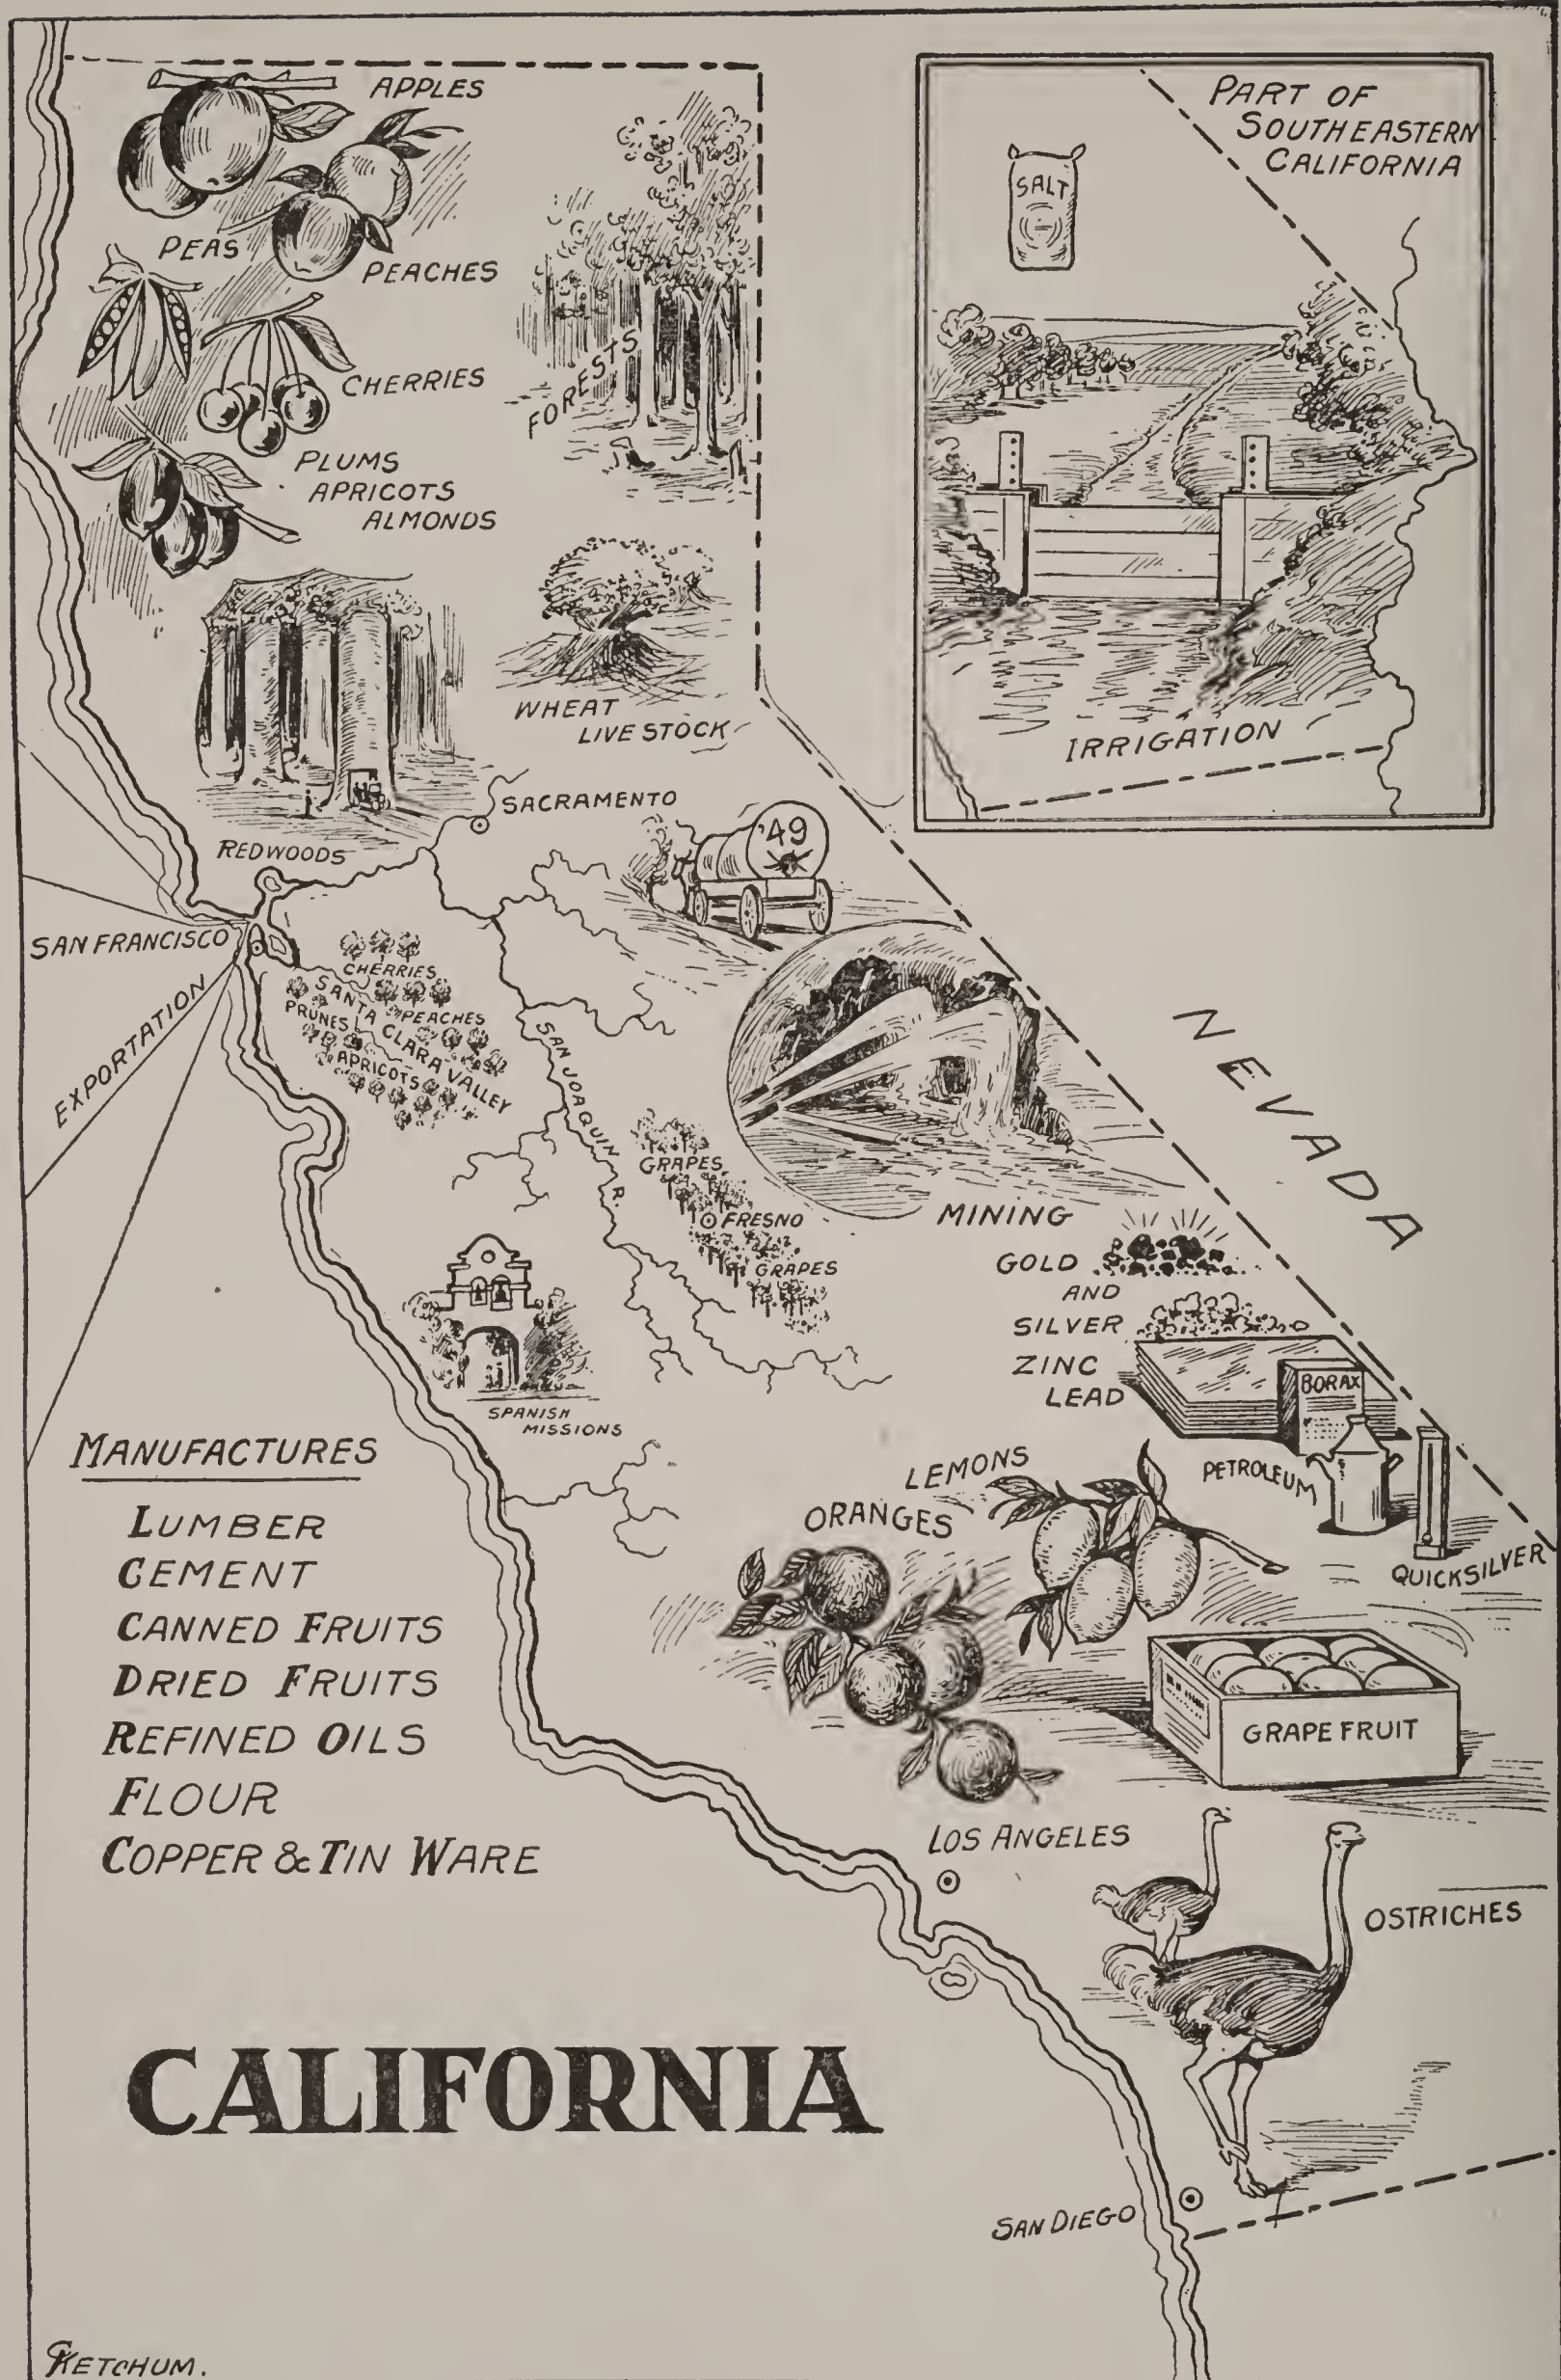 APPLES
PEAS
PEACHES
CHERRIES
FORESTS
PLUMS
APRICOTS
ALMONDS
WHEAT
LIVE STOCK
REDWOODS
SACRAMENTO
'49
SAN FRANCISCO
EXPORTATION
CHERRIES
SANTA CLARA VALLEY
PEACHES
PRUNES
APRICOTS
SAN JOAQUIN R.
GRAPES
FRESNO
GRAPES
SPANISH
MISSIONS
PART OF
SOUTHEASTERN
CALIFORNIA
SALT
IRRIGATION
NEVADA
MINING
GOLD
AND
SILVER
ZINC
LEAD
BORAX
PETROLEUM
QUICKSILVER
LEMONS
ORANGES
GRAPE FRUIT
MANUFACTURES
LUMBER
CEMENT
CANNED FRUITS
DRIED FRUITS
REFINED OILS
FLOUR
COPPER & TIN WARE
LOS ANGELES
OSTRICHES
CALIFORNIA
SAN DIEGO
KETCHUM.